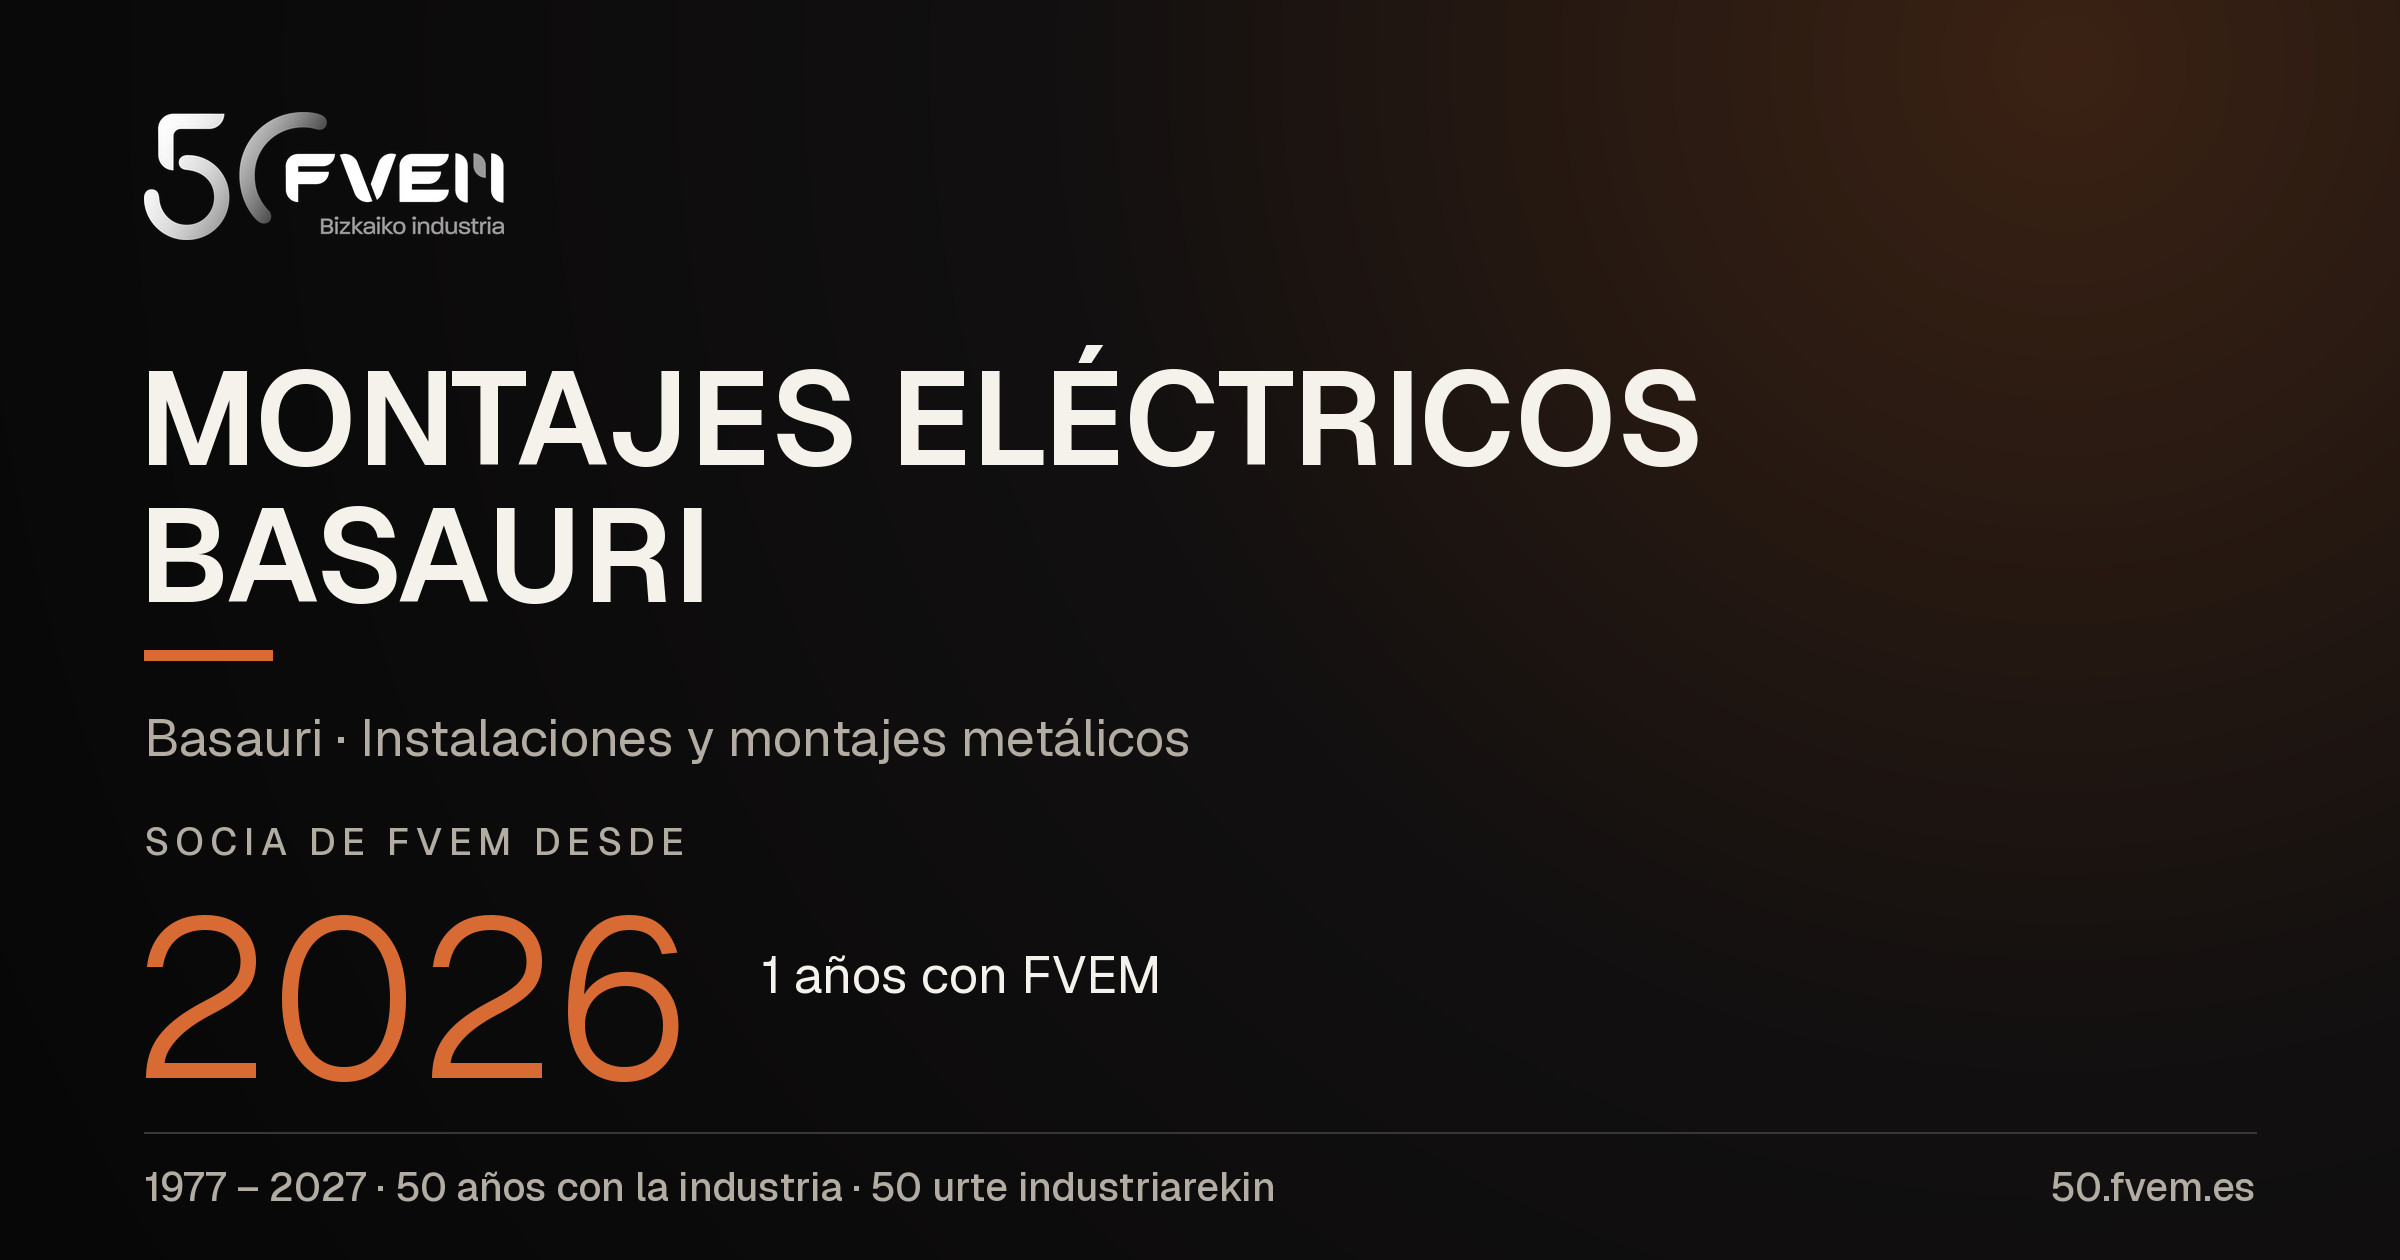 50 FVEM
Bizkaiko industria
MONTAJES ELÉCTRICOS
BASAURI
Basauri · Instalaciones y montajes metálicos
SOCIA DE FVEM DESDE
2026
1 años con FVEM
1977 – 2027 · 50 años con la industria · 50 urte industriarekin
50.fvem.es